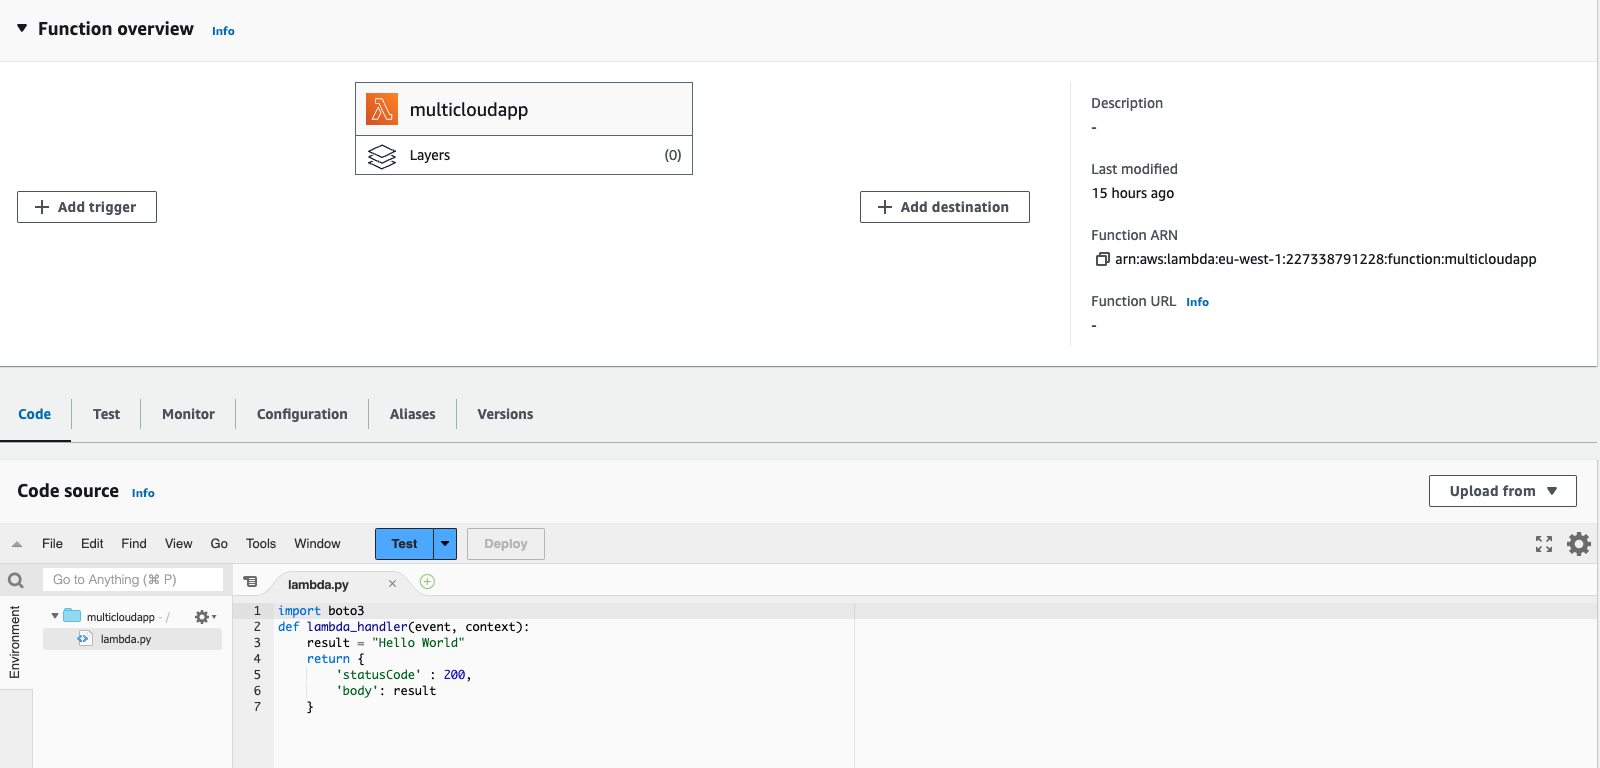 Function overview Info
multicloudapp
Layers (0)
Add trigger
Add destination
Description
-
Last modified
15 hours ago
Function ARN
arn:aws:lambda:eu-west-1:227338791228:function:multicloudapp
Function URL Info
-
Code Test Monitor Configuration Aliases Versions
Code source Info
Upload from
File Edit Find View Go Tools Window Test Deploy
Go to Anything (⌘ P)
lambda.py
Environment
multicloudapp - /
lambda.py
1 import boto3
2 def lambda_handler(event, context):
3     result = "Hello World"
4     return {
5         'statusCode' : 200,
6         'body': result
7     }